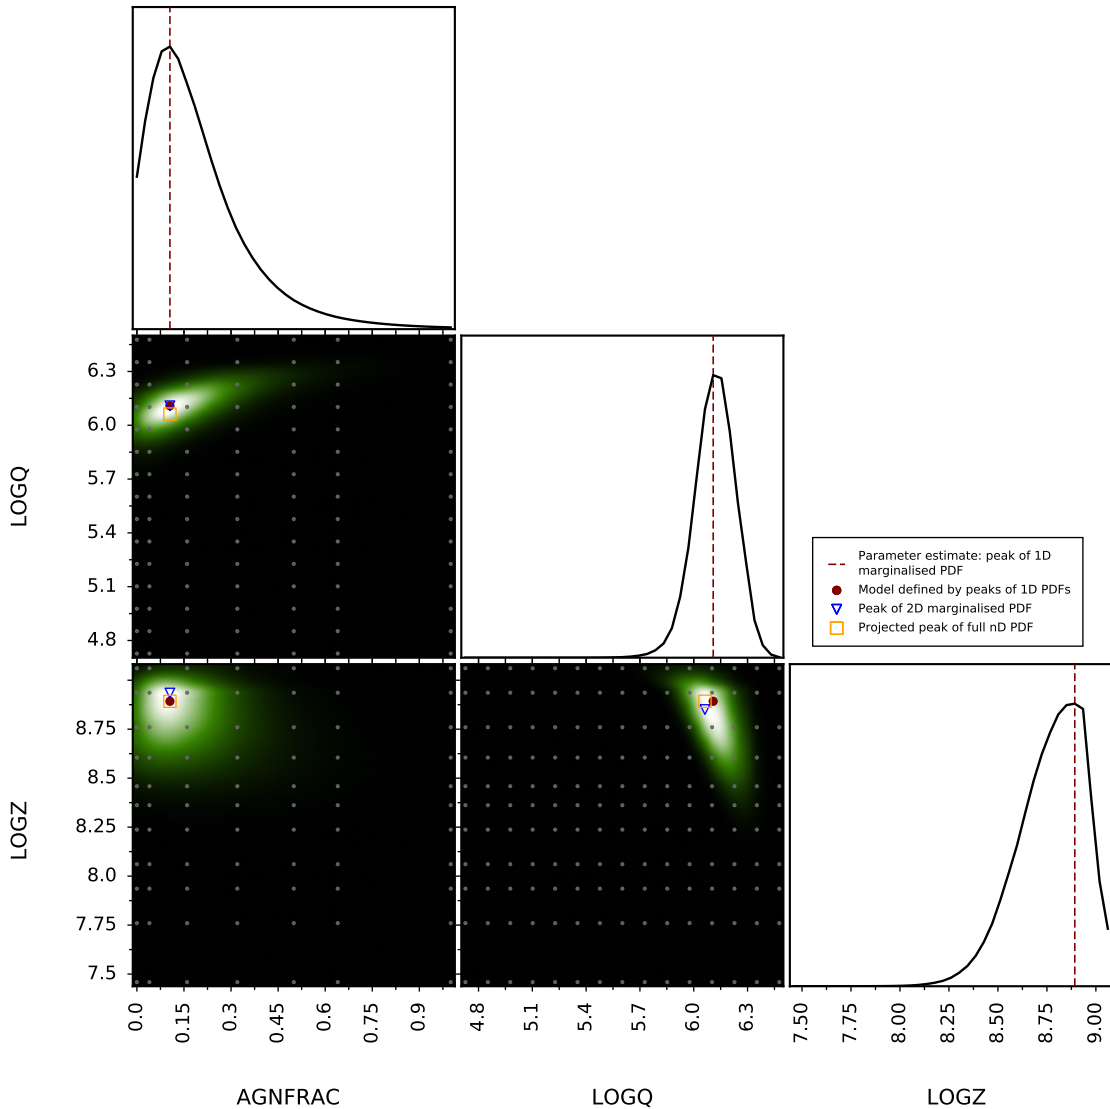 6.3
6.0
5.7
5.4
5.1
4.8
LOGQ
Parameter estimate: peak of 1D
marginalised PDF
Model defined by peaks of 1D PDFs
Peak of 2D marginalised PDF
Projected peak of full nD PDF
8.75
8.5
8.25
8.0
7.75
7.5
LOGZ
0.0 0.15 0.3 0.45 0.6 0.75 0.9
4.8 5.1 5.4 5.7 6.0 6.3
7.50 7.75 8.00 8.25 8.50 8.75 9.00
AGNFRAC LOGQ LOGZ